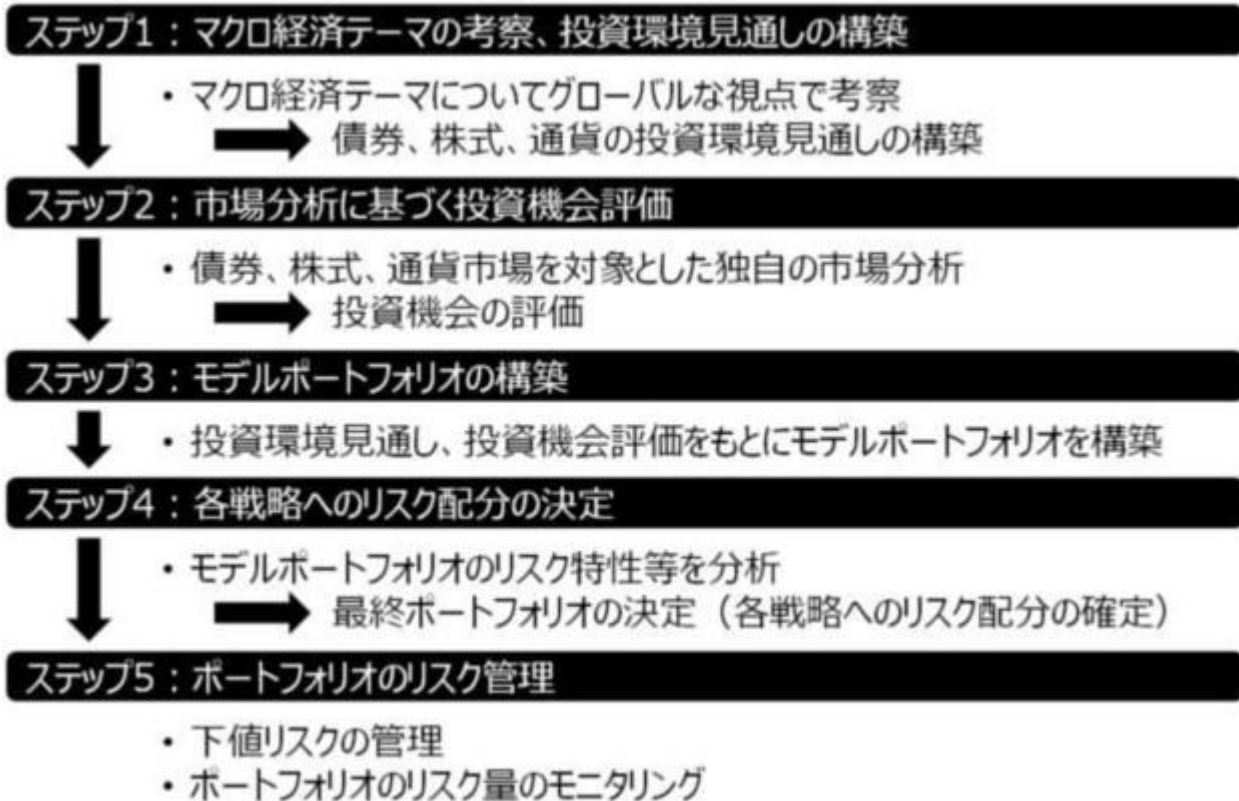 ステップ1：マクロ経済テーマの考察、投資環境見通しの構築
・マクロ経済テーマについてグローバルな視点で考察
債券、株式、通貨の投資環境見通しの構築
ステップ2：市場分析に基づく投資機会評価
・債券、株式、通貨市場を対象とした独自の市場分析
投資機会の評価
ステップ3：モデルポートフォリオの構築
・投資環境見通し、投資機会評価をもとにモデルポートフォリオを構築
ステップ4：各戦略へのリスク配分の決定
・モデルポートフォリオのリスク特性等を分析
最終ポートフォリオの決定（各戦略へのリスク配分の確定）
ステップ5：ポートフォリオのリスク管理
・下値リスクの管理
・ポートフォリオのリスク量のモニタリング